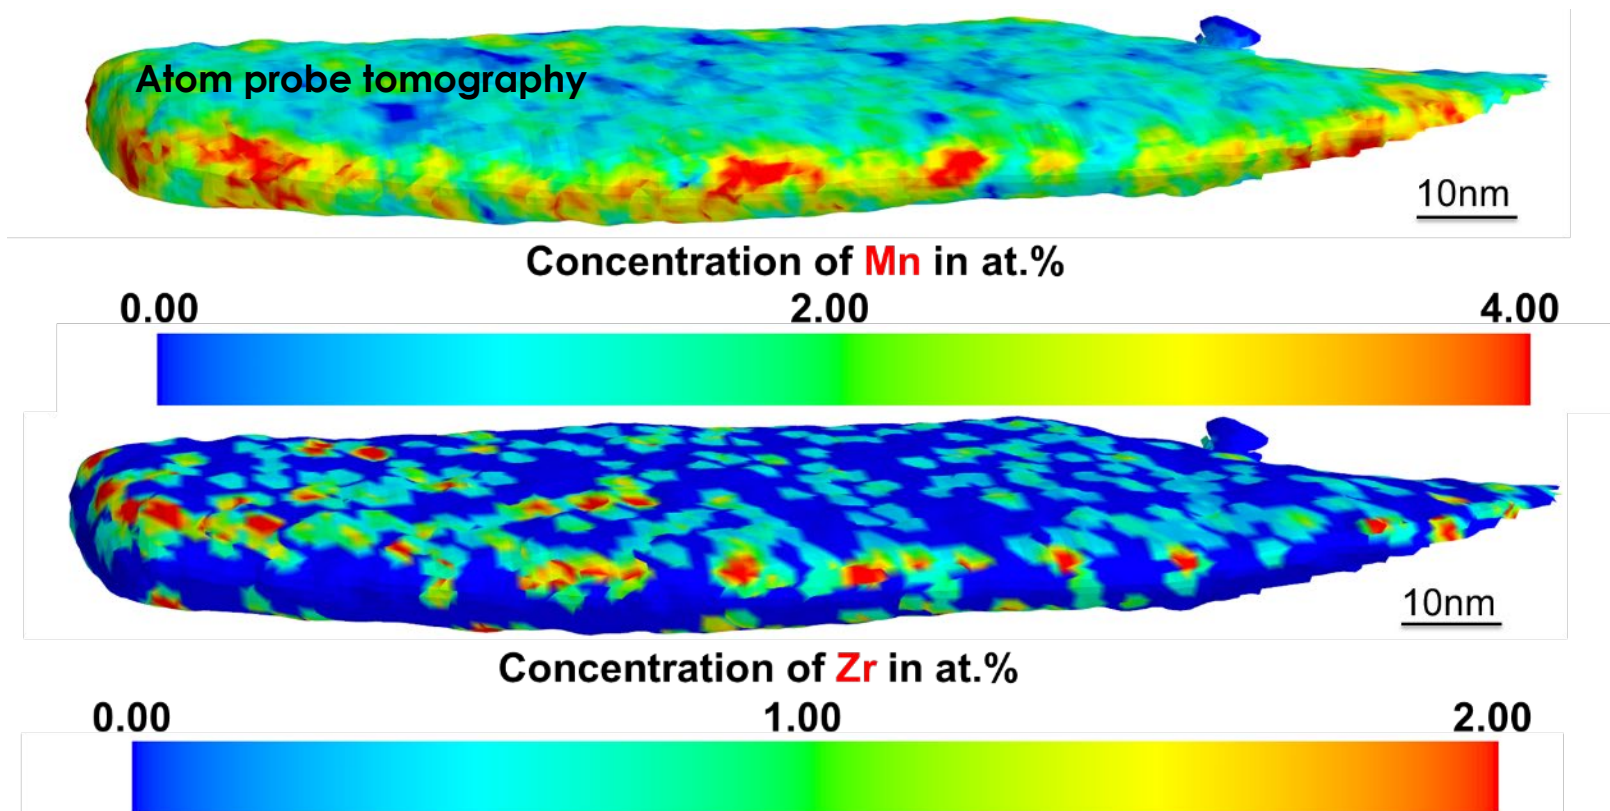 Atom probe tomography
10nm
Concentration of Mn in at.%
0.00 2.00 4.00
10nm
Concentration of Zr in at.%
0.00 1.00 2.00